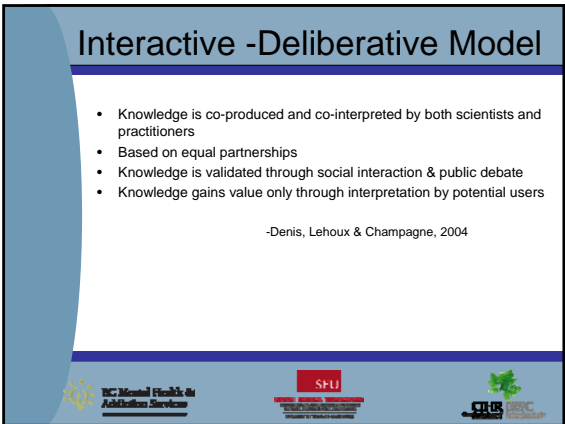 Interactive -Deliberative Model
• Knowledge is co-produced and co-interpreted by both scientists and
practitioners
• Based on equal partnerships
• Knowledge is validated through social interaction & public debate
• Knowledge gains value only through interpretation by potential users
-Denis, Lehoux & Champagne, 2004
BC Mental Health &
Addiction Services
SFU
CIHR IRSC